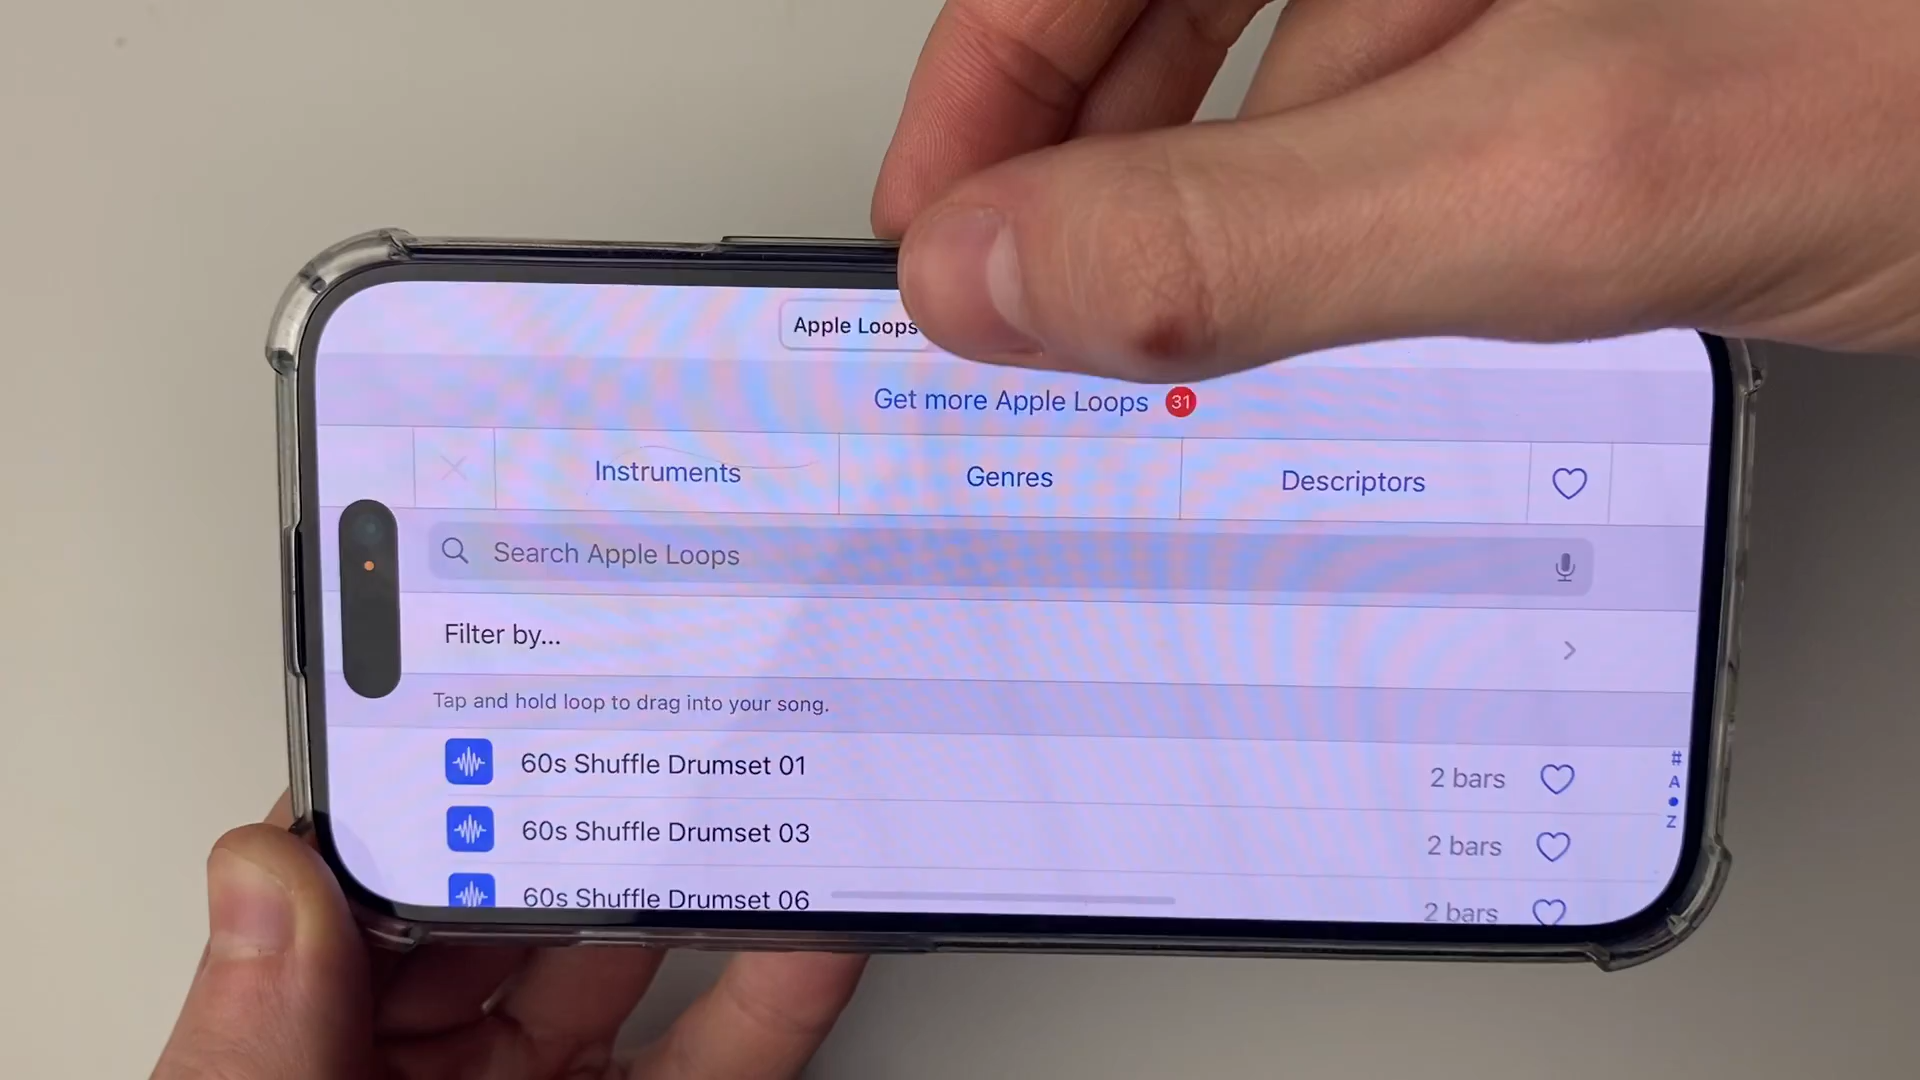 Apple Loops
Get more Apple Loops 31
Instruments Genres Descriptors
Search Apple Loops
Filter by...
Tap and hold loop to drag into your song.
60s Shuffle Drumset 01 2 bars
60s Shuffle Drumset 03 2 bars
60s Shuffle Drumset 06 2 bars
#
A
Z